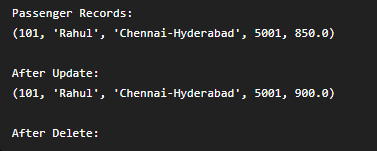 Passenger Records:
(101, 'Rahul', 'Chennai-Hyderabad', 5001, 850.0)
After Update:
(101, 'Rahul', 'Chennai-Hyderabad', 5001, 900.0)
After Delete: